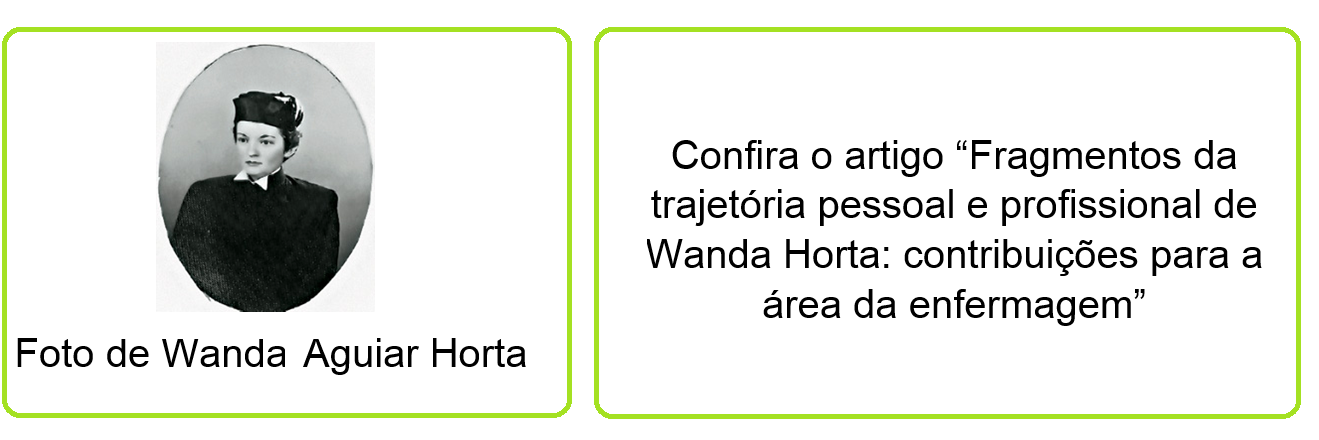 Foto de Wanda Aguiar Horta
Confira o artigo “Fragmentos da
trajetória pessoal e profissional de
Wanda Horta: contribuições para a
área da enfermagem”